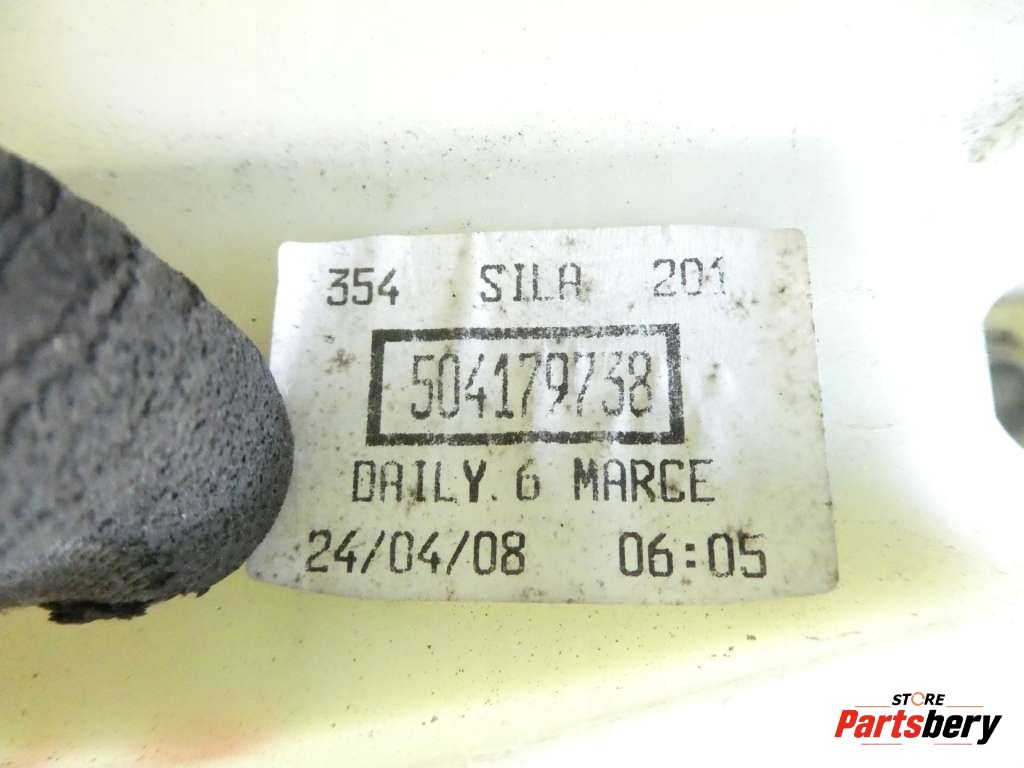 354 SILA 201
504179738
DAILY.6 MARCE
24/04/08 06:05
STORE
Partsbery